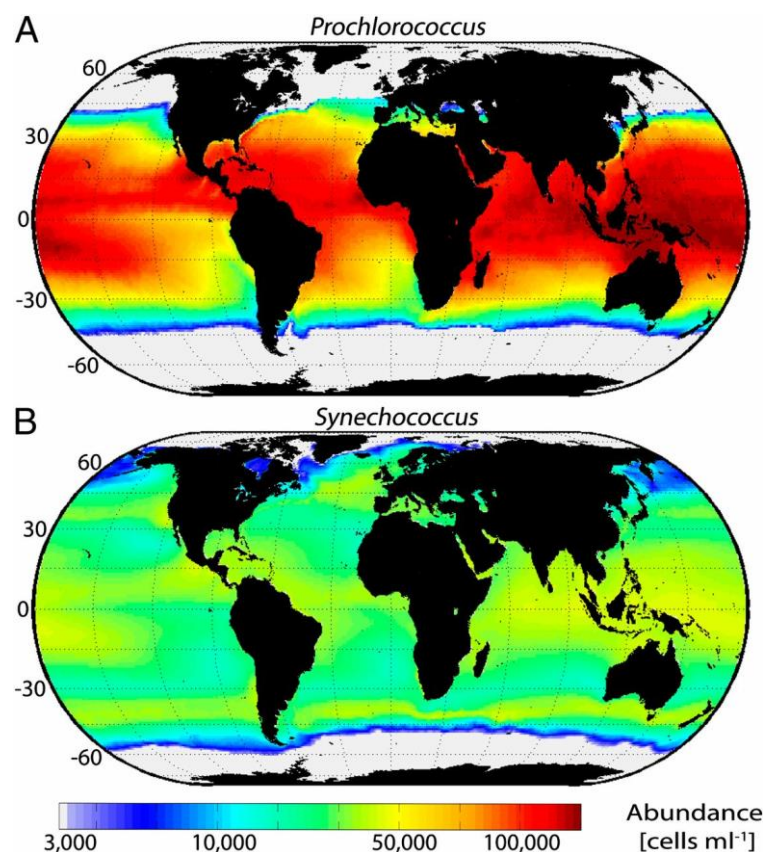 A
Prochlorococcus
60
30
0
-30
-60
B
Synechococcus
60
30
0
-30
-60
3,000 10,000 50,000 100,000
Abundance
[cells ml⁻¹]